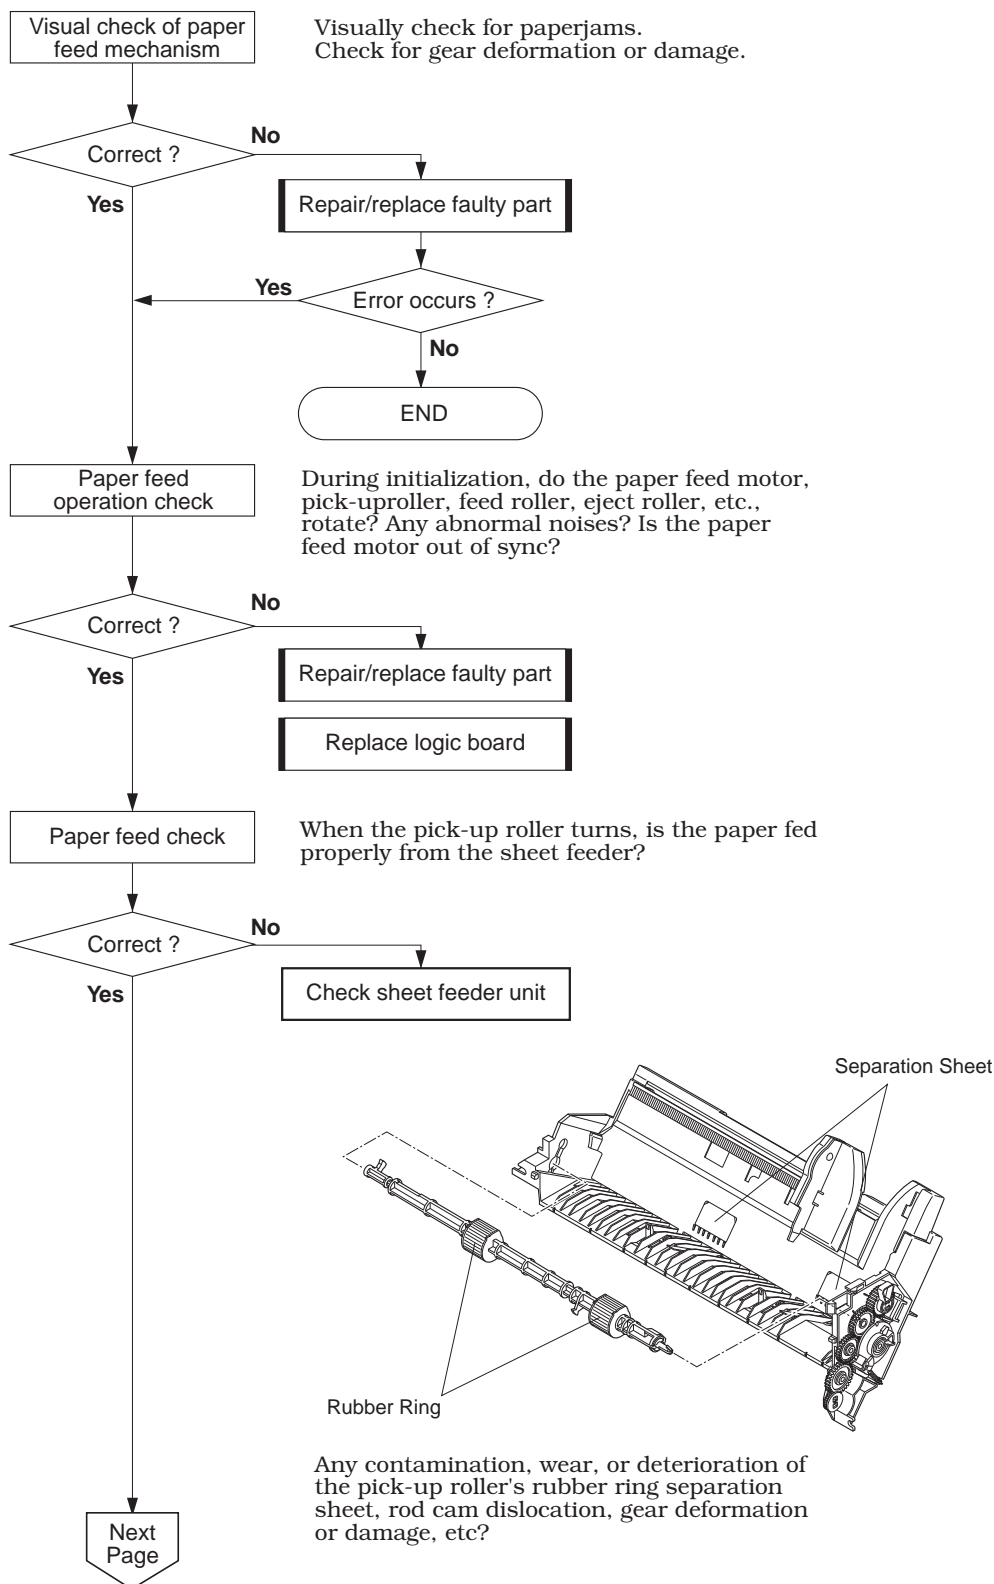 Visual check of paper
feed mechanism
Visually check for paperjams.
Check for gear deformation or damage.
Correct ?
No
Yes
Repair/replace faulty part
Yes
Error occurs ?
No
END
Paper feed
operation check
During initialization, do the paper feed motor,
pick-uproller, feed roller, eject roller, etc.,
rotate? Any abnormal noises? Is the paper
feed motor out of sync?
Correct ?
No
Yes
Repair/replace faulty part
Replace logic board
Paper feed check
When the pick-up roller turns, is the paper fed
properly from the sheet feeder?
Correct ?
No
Yes
Check sheet feeder unit
Separation Sheet
Rubber Ring
Any contamination, wear, or deterioration of
the pick-up roller's rubber ring separation
sheet, rod cam dislocation, gear deformation
or damage, etc?
Next
Page